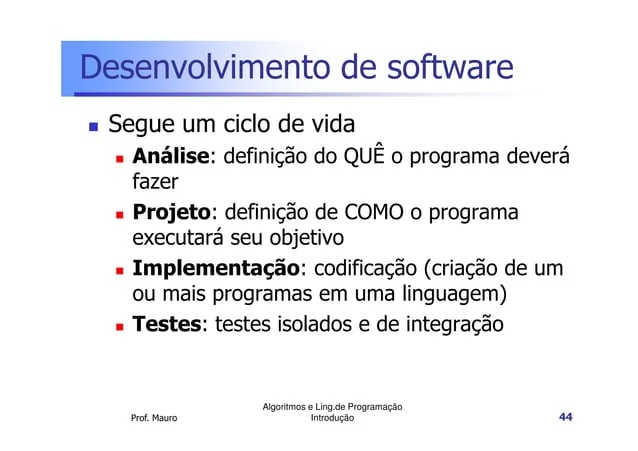 Desenvolvimento de software
Segue um ciclo de vida
Análise: definição do QUÊ o programa deverá
fazer
Projeto: definição de COMO o programa
executará seu objetivo
Implementação: codificação (criação de um
ou mais programas em uma linguagem)
Testes: testes isolados e de integração
Prof. Mauro
Algoritmos e Ling.de Programação
Introdução
44